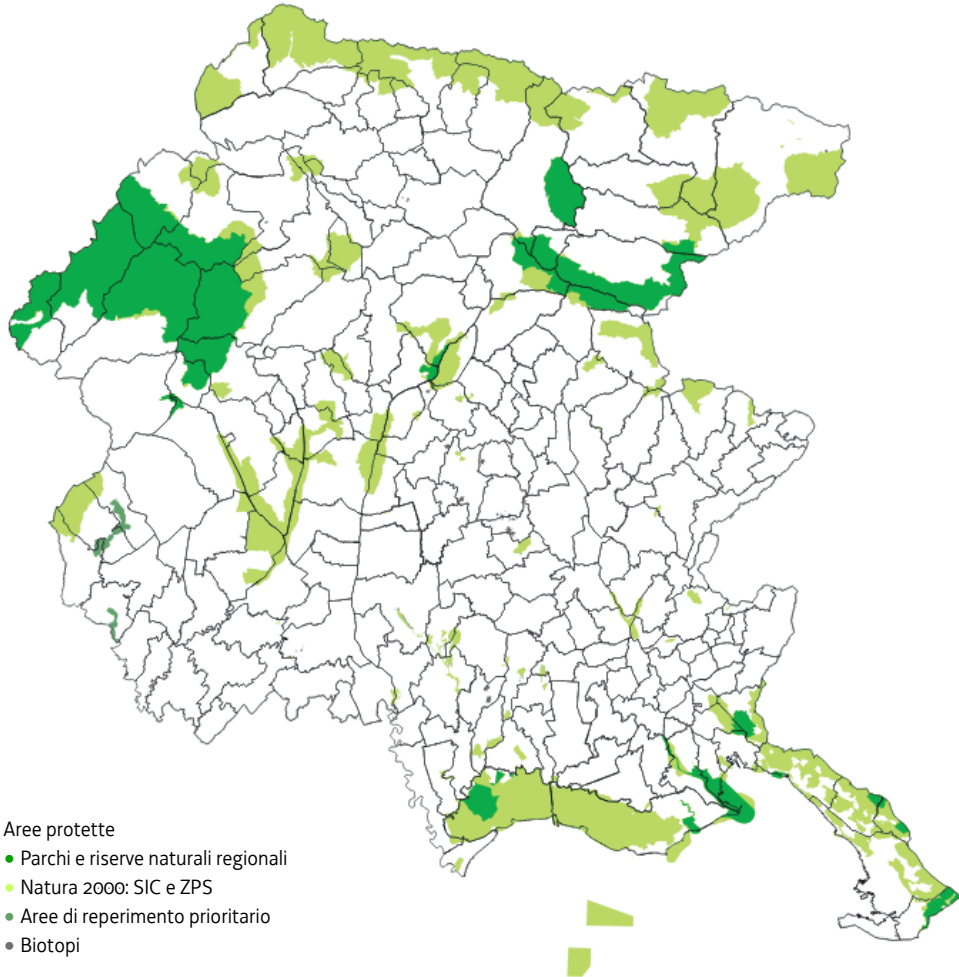 Aree protette
• Parchi e riserve naturali regionali
• Natura 2000: SIC e ZPS
• Aree di reperimento prioritario
• Biotopi